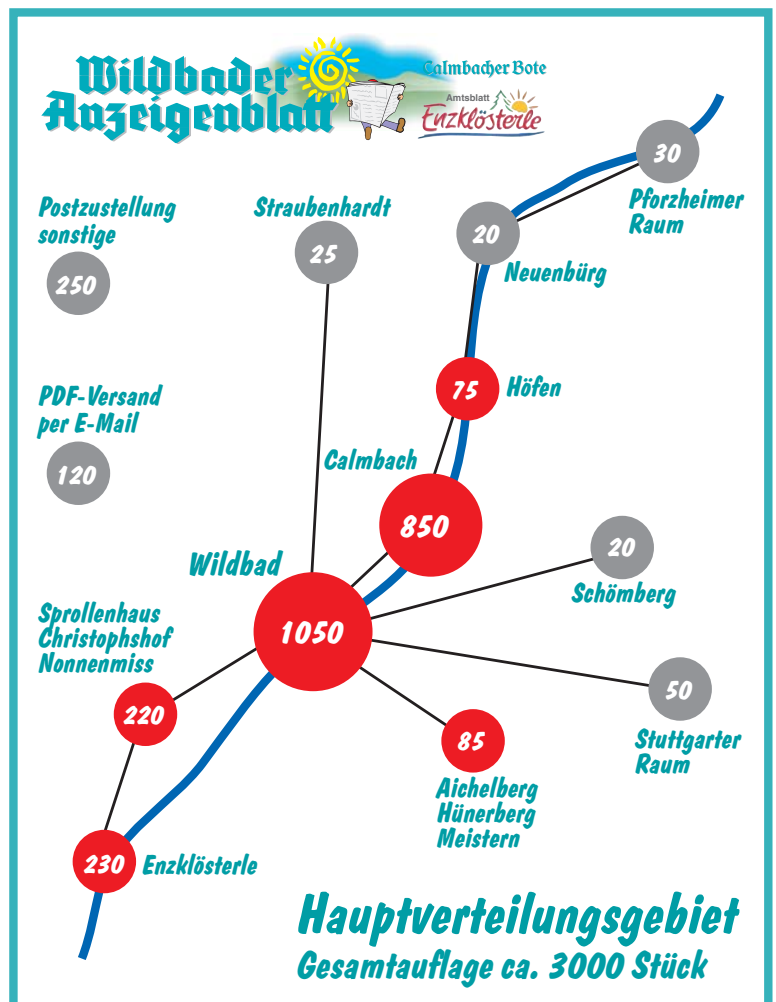 Wildbader
Anzeigenblatt
Calmbacher Bote
Amtsblatt
Enzklösterle
30
Pforzheimer
Raum
Postzustellung
sonstige
250
Straubenhardt
25
20
Neuenbürg
PDF-Versand
per E-Mail
120
75
Höfen
Calmbach
850
Wildbad
1050
20
Schömberg
Sprollenhaus
Christophshof
Nonnenmiss
220
50
Stuttgarter
Raum
85
Aichelberg
Hünerberg
Meistern
230
Enzklösterle
Hauptverteilungsgebiet
Gesamtauflage ca. 3000 Stück